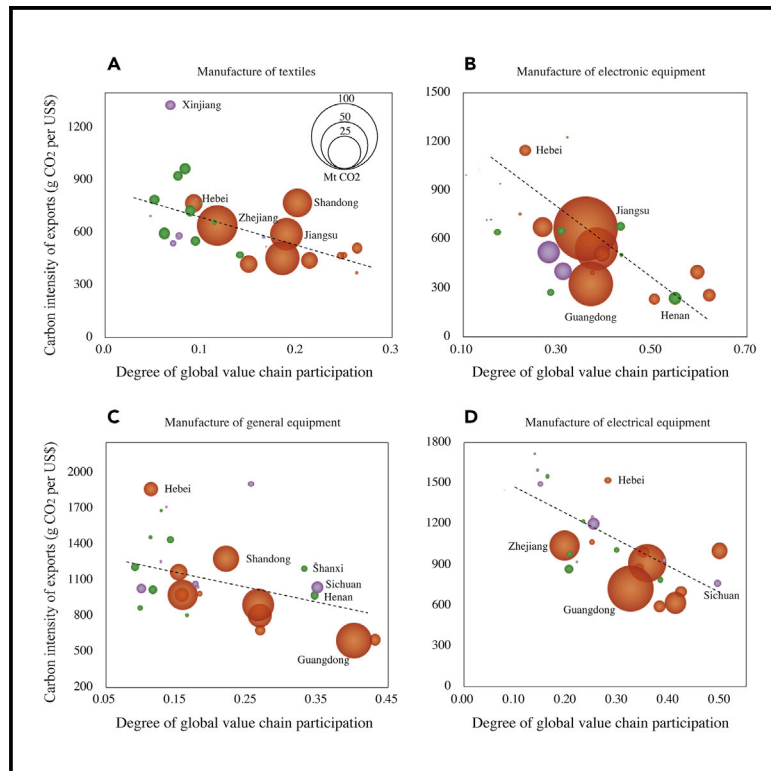 A
Manufacture of textiles
Carbon intensity of exports (g CO2 per US$)
1200
900
600
300
0
0.0
0.1
0.2
0.3
Degree of global value chain participation
Xinjiang
Hebei
Zhejiang
Shandong
Jiangsu
100
50
25
Mt CO2
B
Manufacture of electronic equipment
1500
1200
900
600
300
0
0.10
0.30
0.50
0.70
Degree of global value chain participation
Hebei
Jiangsu
Guangdong
Henan
C
Manufacture of general equipment
Carbon intensity of exports (g CO2 per US$)
2000
1700
1400
1100
800
500
200
0.05
0.15
0.25
0.35
0.45
Degree of global value chain participation
Hebei
Shandong
Šhanxi
Sichuan
Henan
Guangdong
D
Manufacture of electrical equipment
1800
1500
1200
900
600
300
0
0.00
0.10
0.20
0.30
0.40
0.50
Degree of global value chain participation
Hebei
Zhejiang
Guangdong
Sichuan